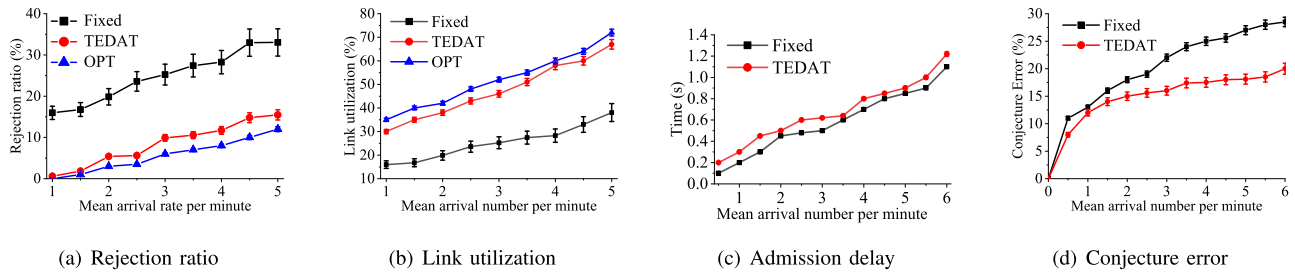 Rejection ratio (%)
40
30
20
10
0
Fixed
TEDAT
OPT
1 2 3 4 5
Mean arrival rate per minute
(a) Rejection ratio
Link utilization (%)
80
70
60
50
40
30
20
10
Fixed
TEDAT
OPT
1 2 3 4 5
Mean arrival number per minute
(b) Link utilization
Time (s)
1.4
1.2
1.0
0.8
0.6
0.4
0.2
0.0
Fixed
TEDAT
1 2 3 4 5 6
Mean arrival number per minute
(c) Admission delay
Conjecture Error (%)
30
25
20
15
10
5
0
Fixed
TEDAT
0 1 2 3 4 5 6
Mean arrival number per minute
(d) Conjecture error